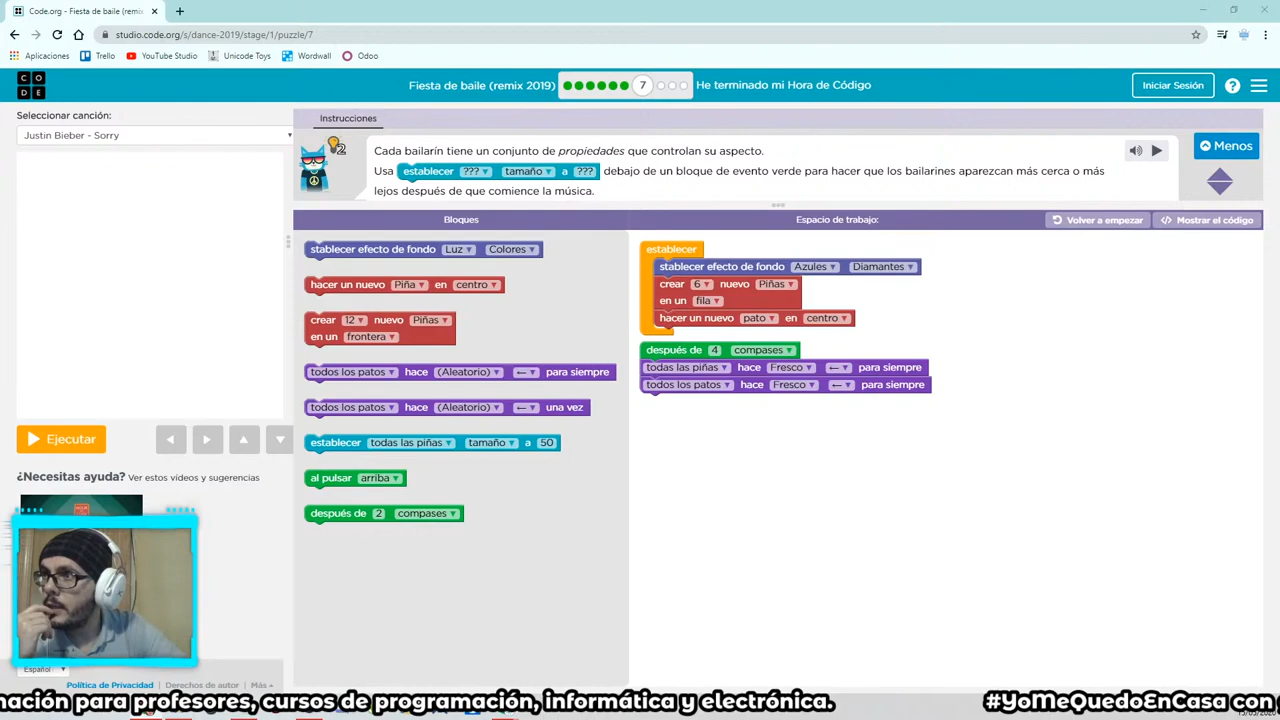 Code.org - Fiesta de baile (remix
studio.code.org/s/dance-2019/stage/1/puzzle/7
Aplicaciones Trello YouTube Studio Unicode Toys Wordwall Odoo
C O
D E
Fiesta de baile (remix 2019) 7 He terminado mi Hora de Código Iniciar Sesión
Seleccionar canción:
Justin Bieber - Sorry
Instrucciones
2
Cada bailarín tiene un conjunto de propiedades que controlan su aspecto.
Usa establecer ??? tamaño a ??? debajo de un bloque de evento verde para hacer que los bailarines aparezcan más cerca o más
lejos después de que comience la música.
Menos
Bloques
Espacio de trabajo:
Volver a empezar
Mostrar el código
stablecer efecto de fondo Luz Colores
hacer un nuevo Piña en centro
crear 12 nuevo Piñas
en un frontera
todos los patos hace (Aleatorio) ← para siempre
todos los patos hace (Aleatorio) ← una vez
establecer todas las piñas tamaño a 50
al pulsar arriba
después de 2 compases
establecer
stablecer efecto de fondo Azules Diamantes
crear 6 nuevo Piñas
en un fila
hacer un nuevo pato en centro
después de 4 compases
todas las piñas hace Fresco ← para siempre
todos los patos hace Fresco ← para siempre
Ejecutar
¿Necesitas ayuda? Ver estos vídeos y sugerencias
Español
Política de Privacidad Derechos de autor Más
mación para profesores, cursos de programación, informática y electrónica. #YoMeQuedoEnCasa con